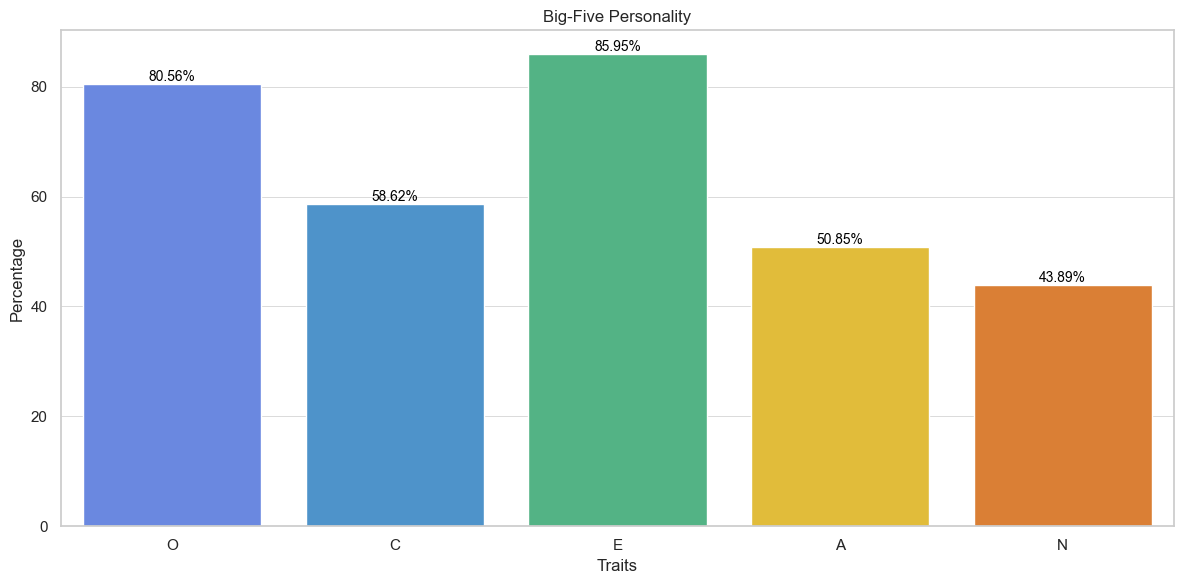 Big-Five Personality
85.95%
80.56%
58.62%
50.85%
43.89%
Percentage
80
60
40
20
0
O C E A N
Traits